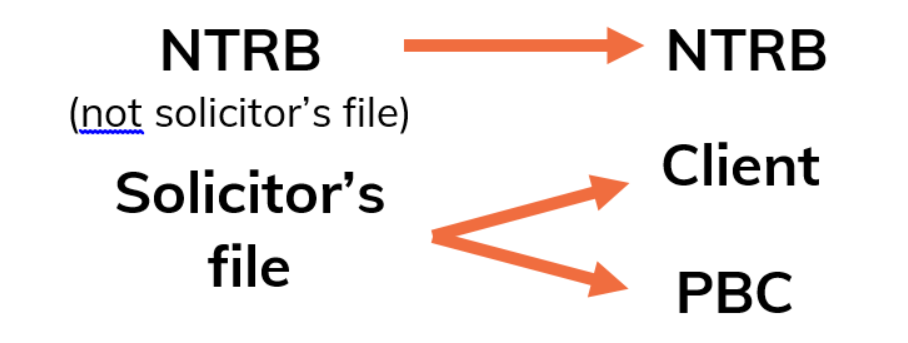 NTRB
(not solicitor’s file)
Solicitor’s
file
NTRB
Client
PBC